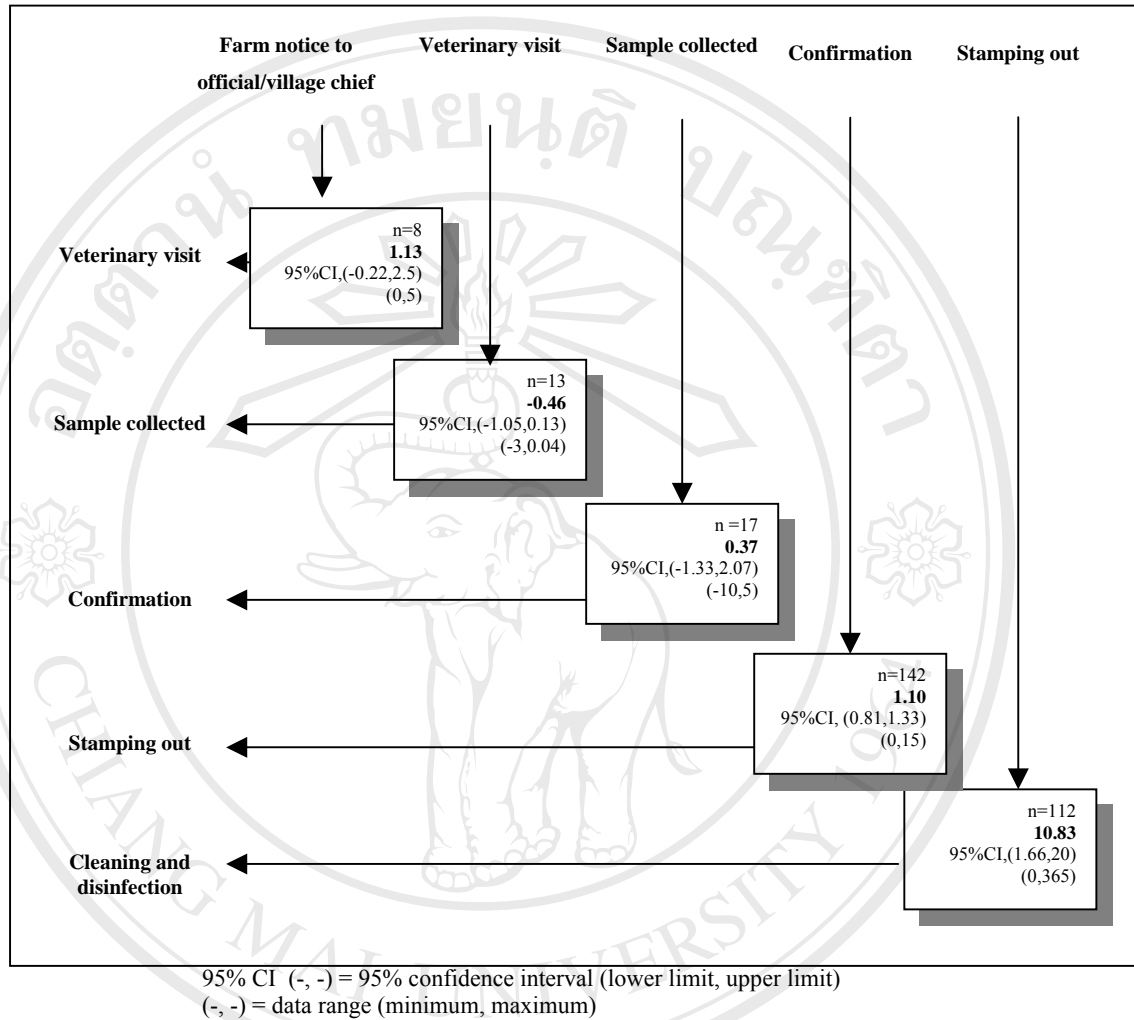 Farm notice to
official/village chief
Veterinary visit
Sample collected
Confirmation
Stamping out
Veterinary visit
n=8
1.13
95%CI,(-0.22,2.5)
(0,5)
Sample collected
n=13
-0.46
95%CI,(-1.05,0.13)
(-3,0.04)
Confirmation
n =17
0.37
95%CI,(-1.33,2.07)
(-10,5)
Stamping out
n=142
1.10
95%CI, (0.81,1.33)
(0,15)
Cleaning and
disinfection
n=112
10.83
95%CI,(1.66,20)
(0,365)
95% CI (-, -) = 95% confidence interval (lower limit, upper limit)
(-, -) = data range (minimum, maximum)
CHIANG MAI UNIVERSITY 1964